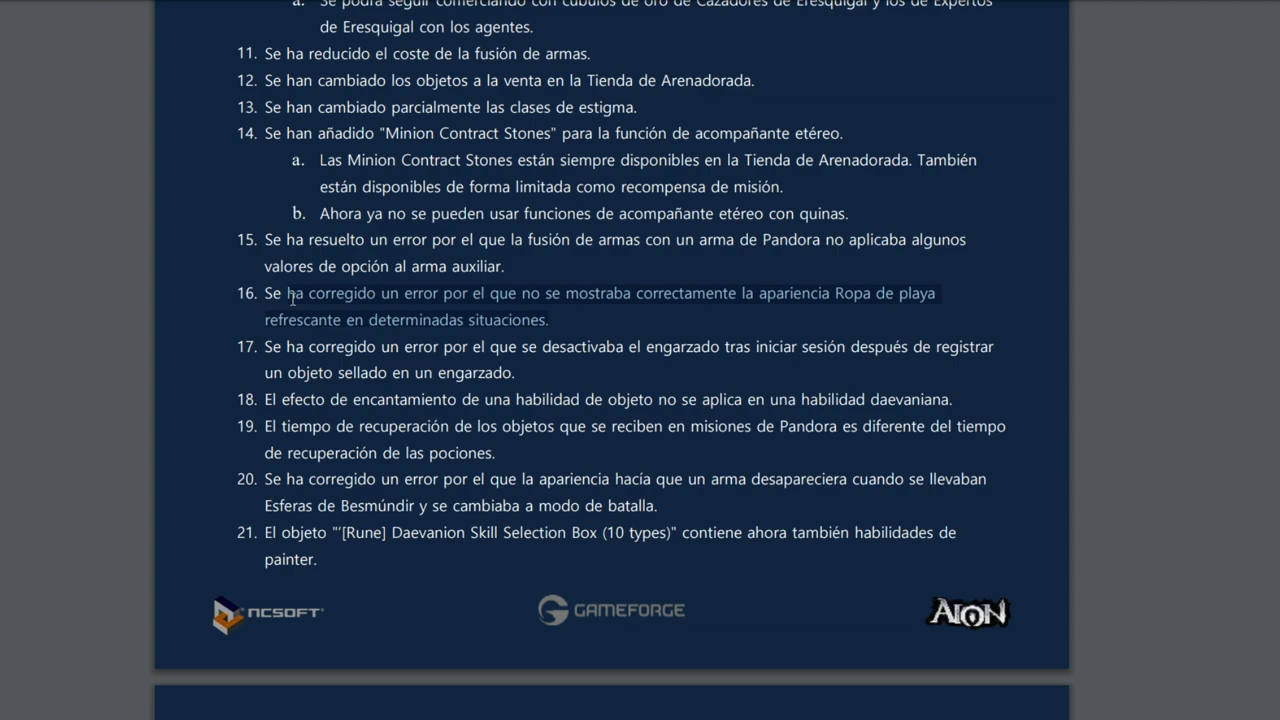 a. Se podrá seguir comerciando con cúbulos de oro de Cazadores de Eresquigal y los de Expertos
de Eresquigal con los agentes.
11. Se ha reducido el coste de la fusión de armas.
12. Se han cambiado los objetos a la venta en la Tienda de Arenadorada.
13. Se han cambiado parcialmente las clases de estigma.
14. Se han añadido "Minion Contract Stones" para la función de acompañante etéreo.
a. Las Minion Contract Stones están siempre disponibles en la Tienda de Arenadorada. También
están disponibles de forma limitada como recompensa de misión.
b. Ahora ya no se pueden usar funciones de acompañante etéreo con quinas.
15. Se ha resuelto un error por el que la fusión de armas con un arma de Pandora no aplicaba algunos
valores de opción al arma auxiliar.
16. Se ha corregido un error por el que no se mostraba correctamente la apariencia Ropa de playa
refrescante en determinadas situaciones.
17. Se ha corregido un error por el que se desactivaba el engarzado tras iniciar sesión después de registrar
un objeto sellado en un engarzado.
18. El efecto de encantamiento de una habilidad de objeto no se aplica en una habilidad daevaniana.
19. El tiempo de recuperación de los objetos que se reciben en misiones de Pandora es diferente del tiempo
de recuperación de las pociones.
20. Se ha corregido un error por el que la apariencia hacía que un arma desapareciera cuando se llevaban
Esferas de Besmúndir y se cambiaba a modo de batalla.
21. El objeto "'[Rune] Daevanion Skill Selection Box (10 types)" contiene ahora también habilidades de
painter.
NCSOFT GAMEFORGE AION